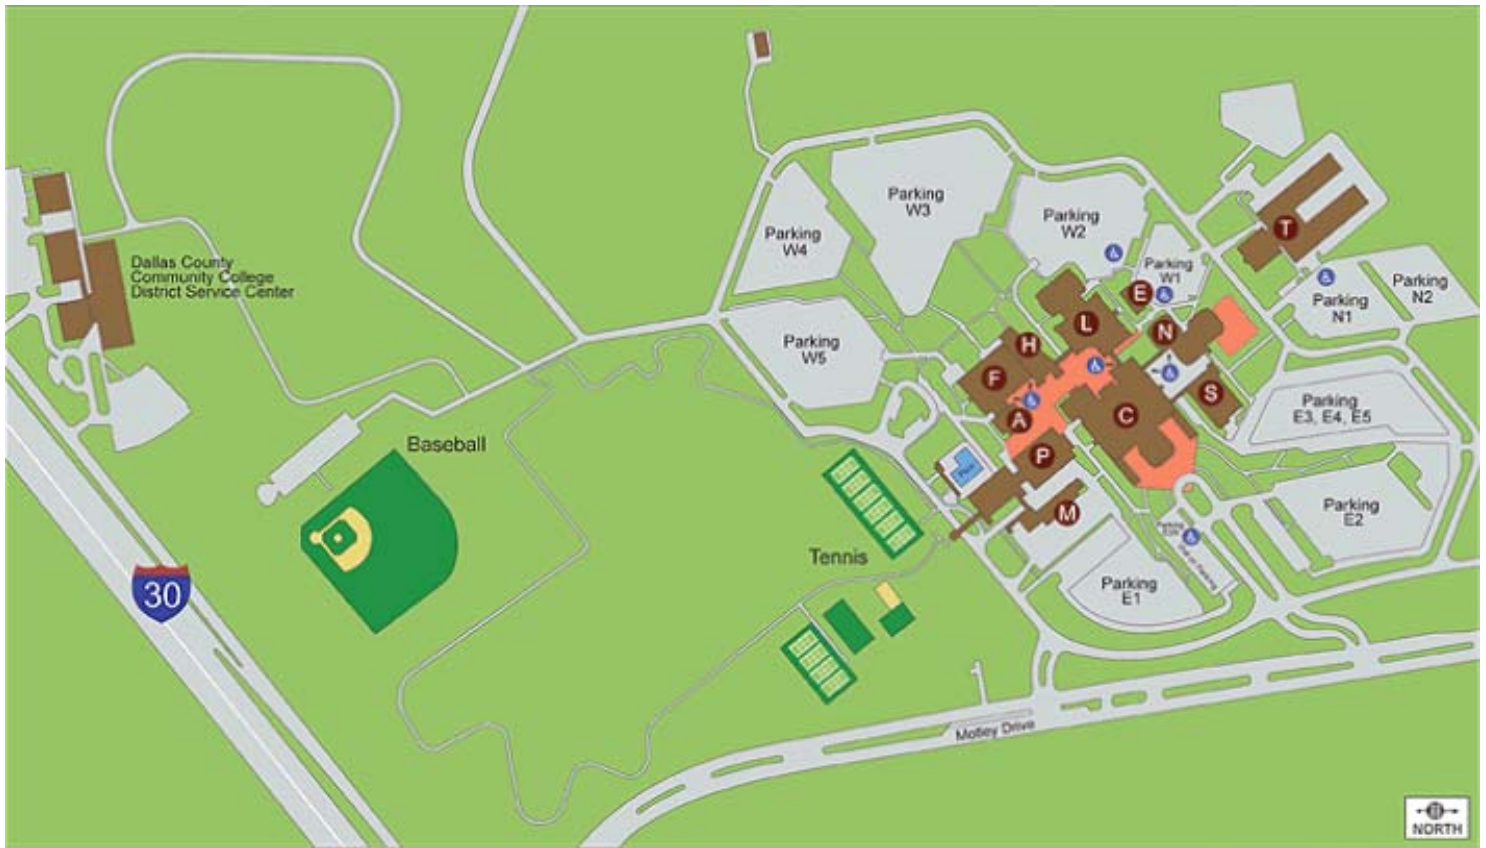 Parking
W3
Parking
W2
Parking
W4
T
Parking
W1
Dallas County
Community College
District Service Center
E
Parking
N2
Parking
N1
L
N
Parking
W5
H
F
S
Parking
E3, E4, E5
A
C
Baseball
P
Pool
Parking
E2
M
Tennis
Parking
E1
30
Motley Drive
NORTH